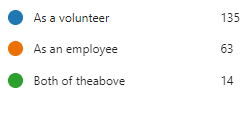 As a volunteer 135
As an employee 63
Both of theabove 14